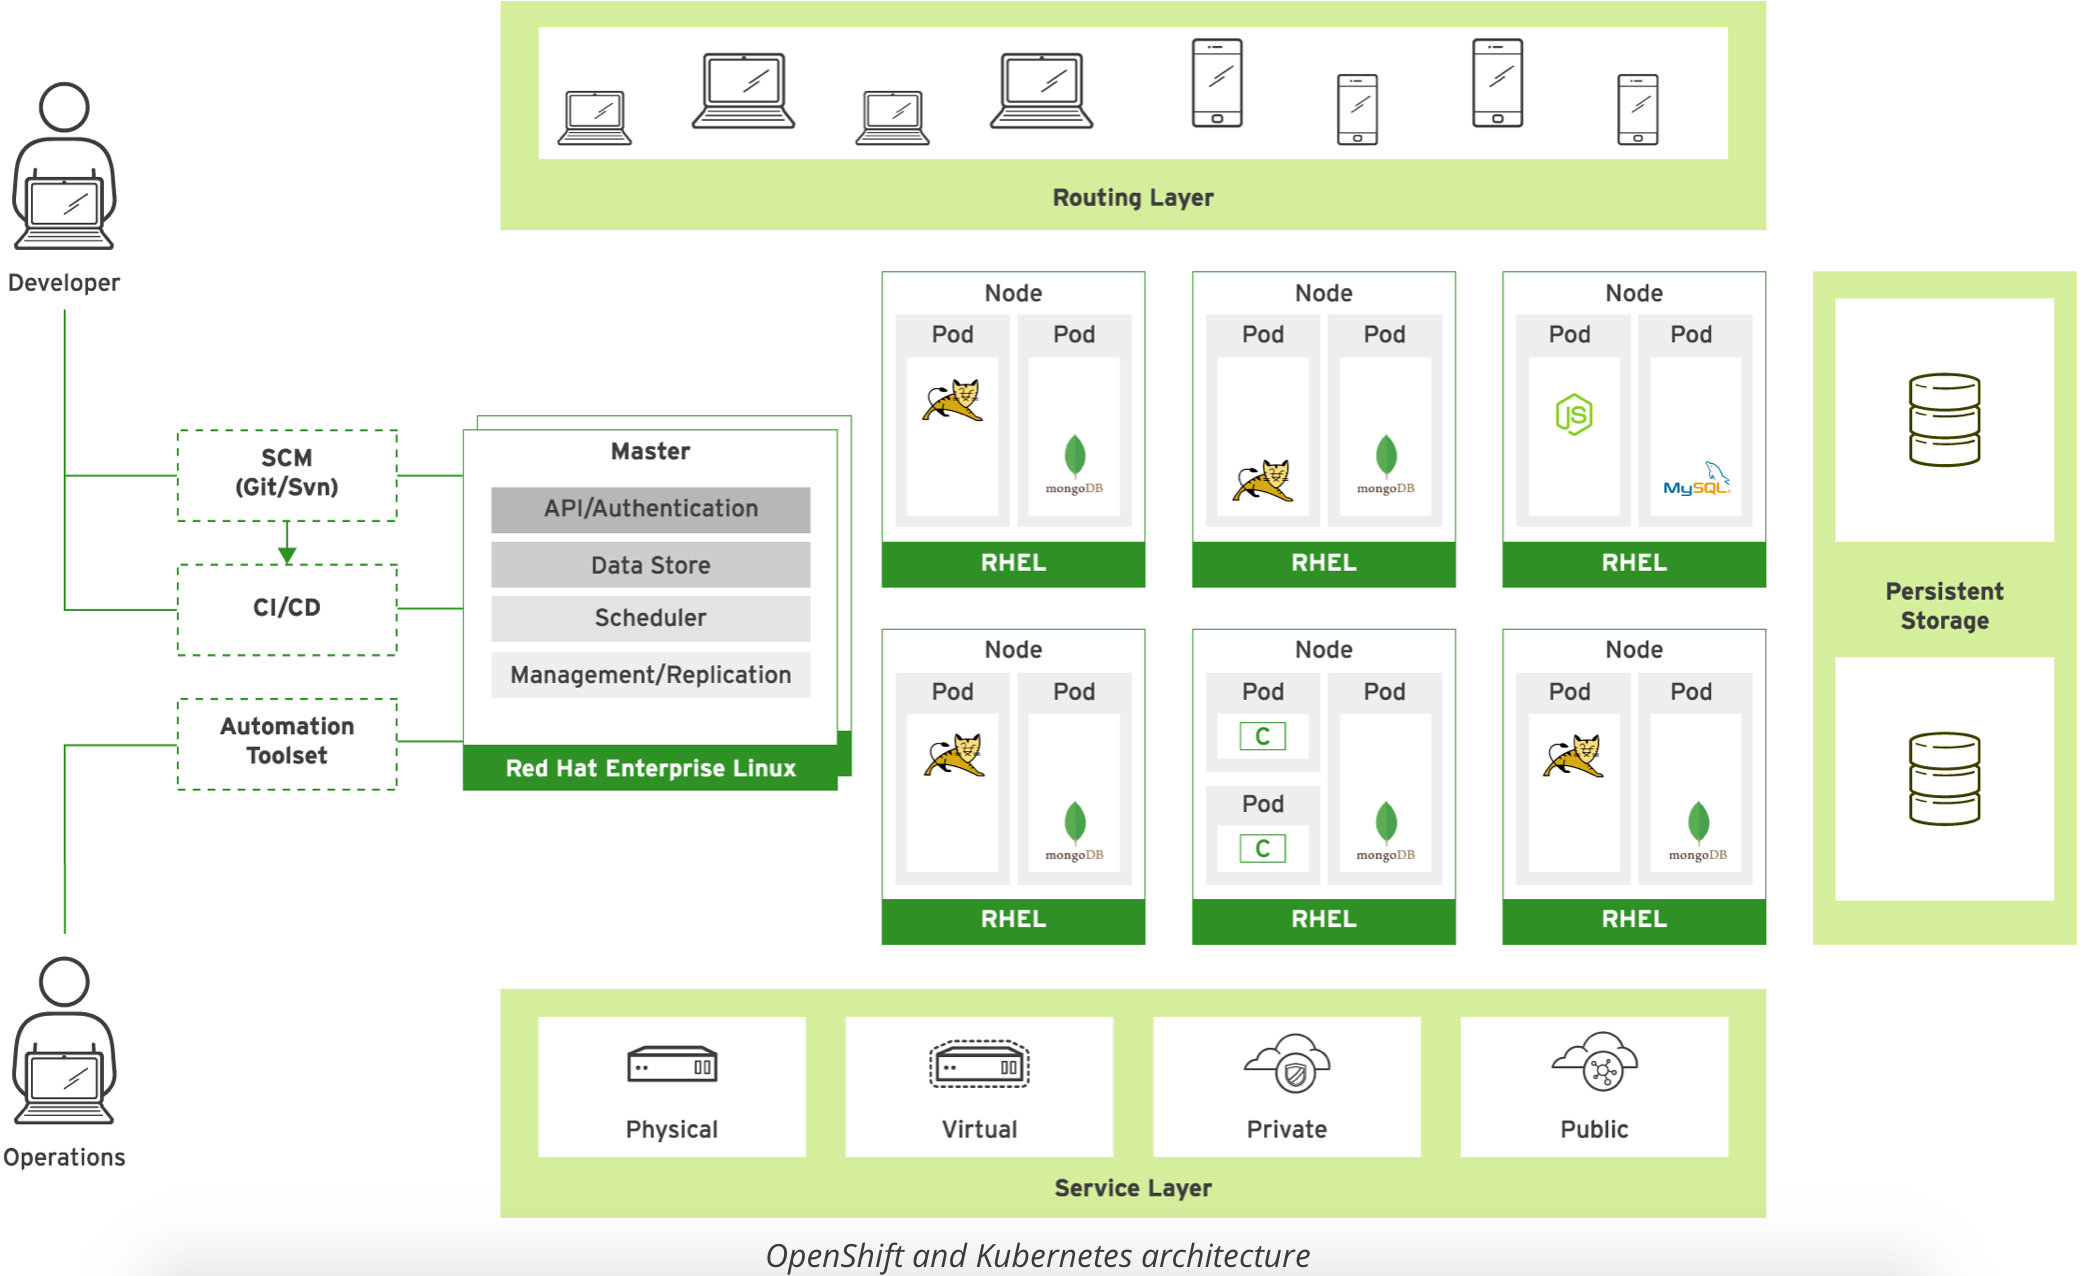 Routing Layer
Developer
SCM
(Git/Svn)
CI/CD
Automation
Toolset
Operations
Master
API/Authentication
Data Store
Scheduler
Management/Replication
Red Hat Enterprise Linux
Node
Pod
Pod
mongoDB
RHEL
Node
Pod
Pod
mongoDB
RHEL
Node
Pod
JS
Pod
MySQL
RHEL
Node
Pod
Pod
mongoDB
RHEL
Node
Pod
C
Pod
C
Pod
mongoDB
RHEL
Node
Pod
Pod
mongoDB
RHEL
Persistent
Storage
Physical
Virtual
Private
Public
Service Layer
OpenShift and Kubernetes architecture